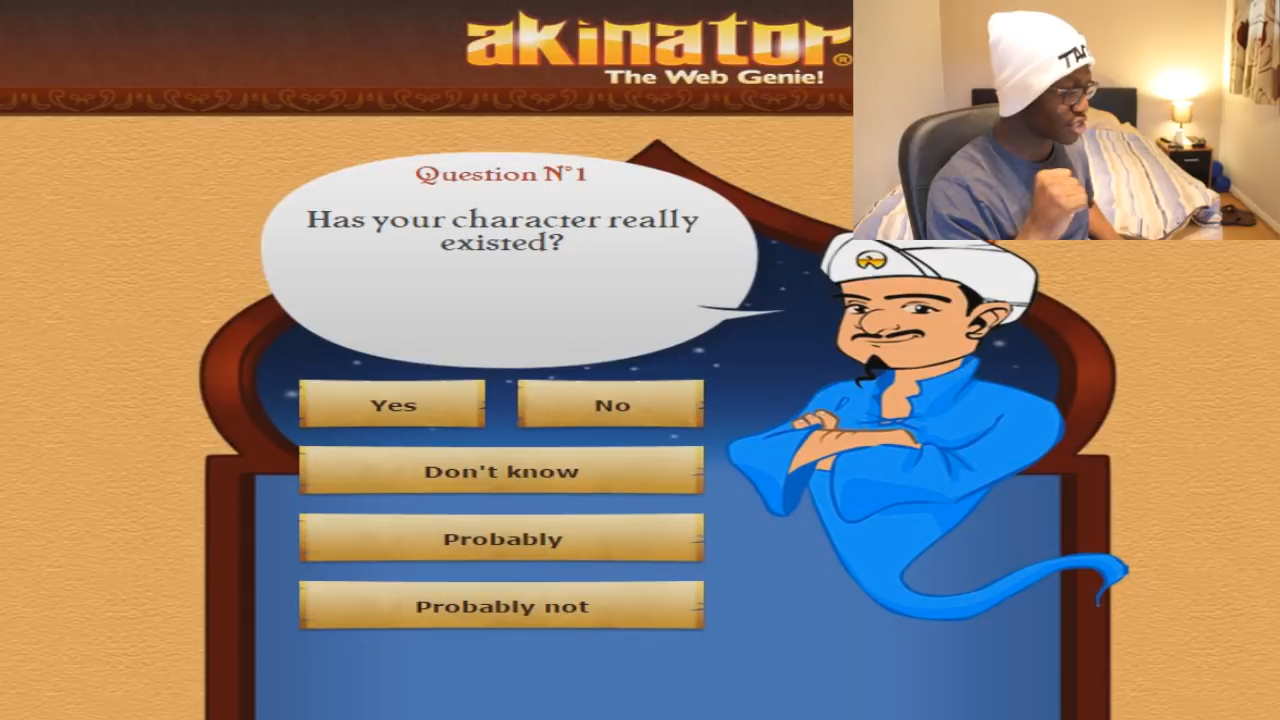 akinator®
The Web Genie!
Question N°1
Has your character really
existed?
Yes
No
Don't know
Probably
Probably not